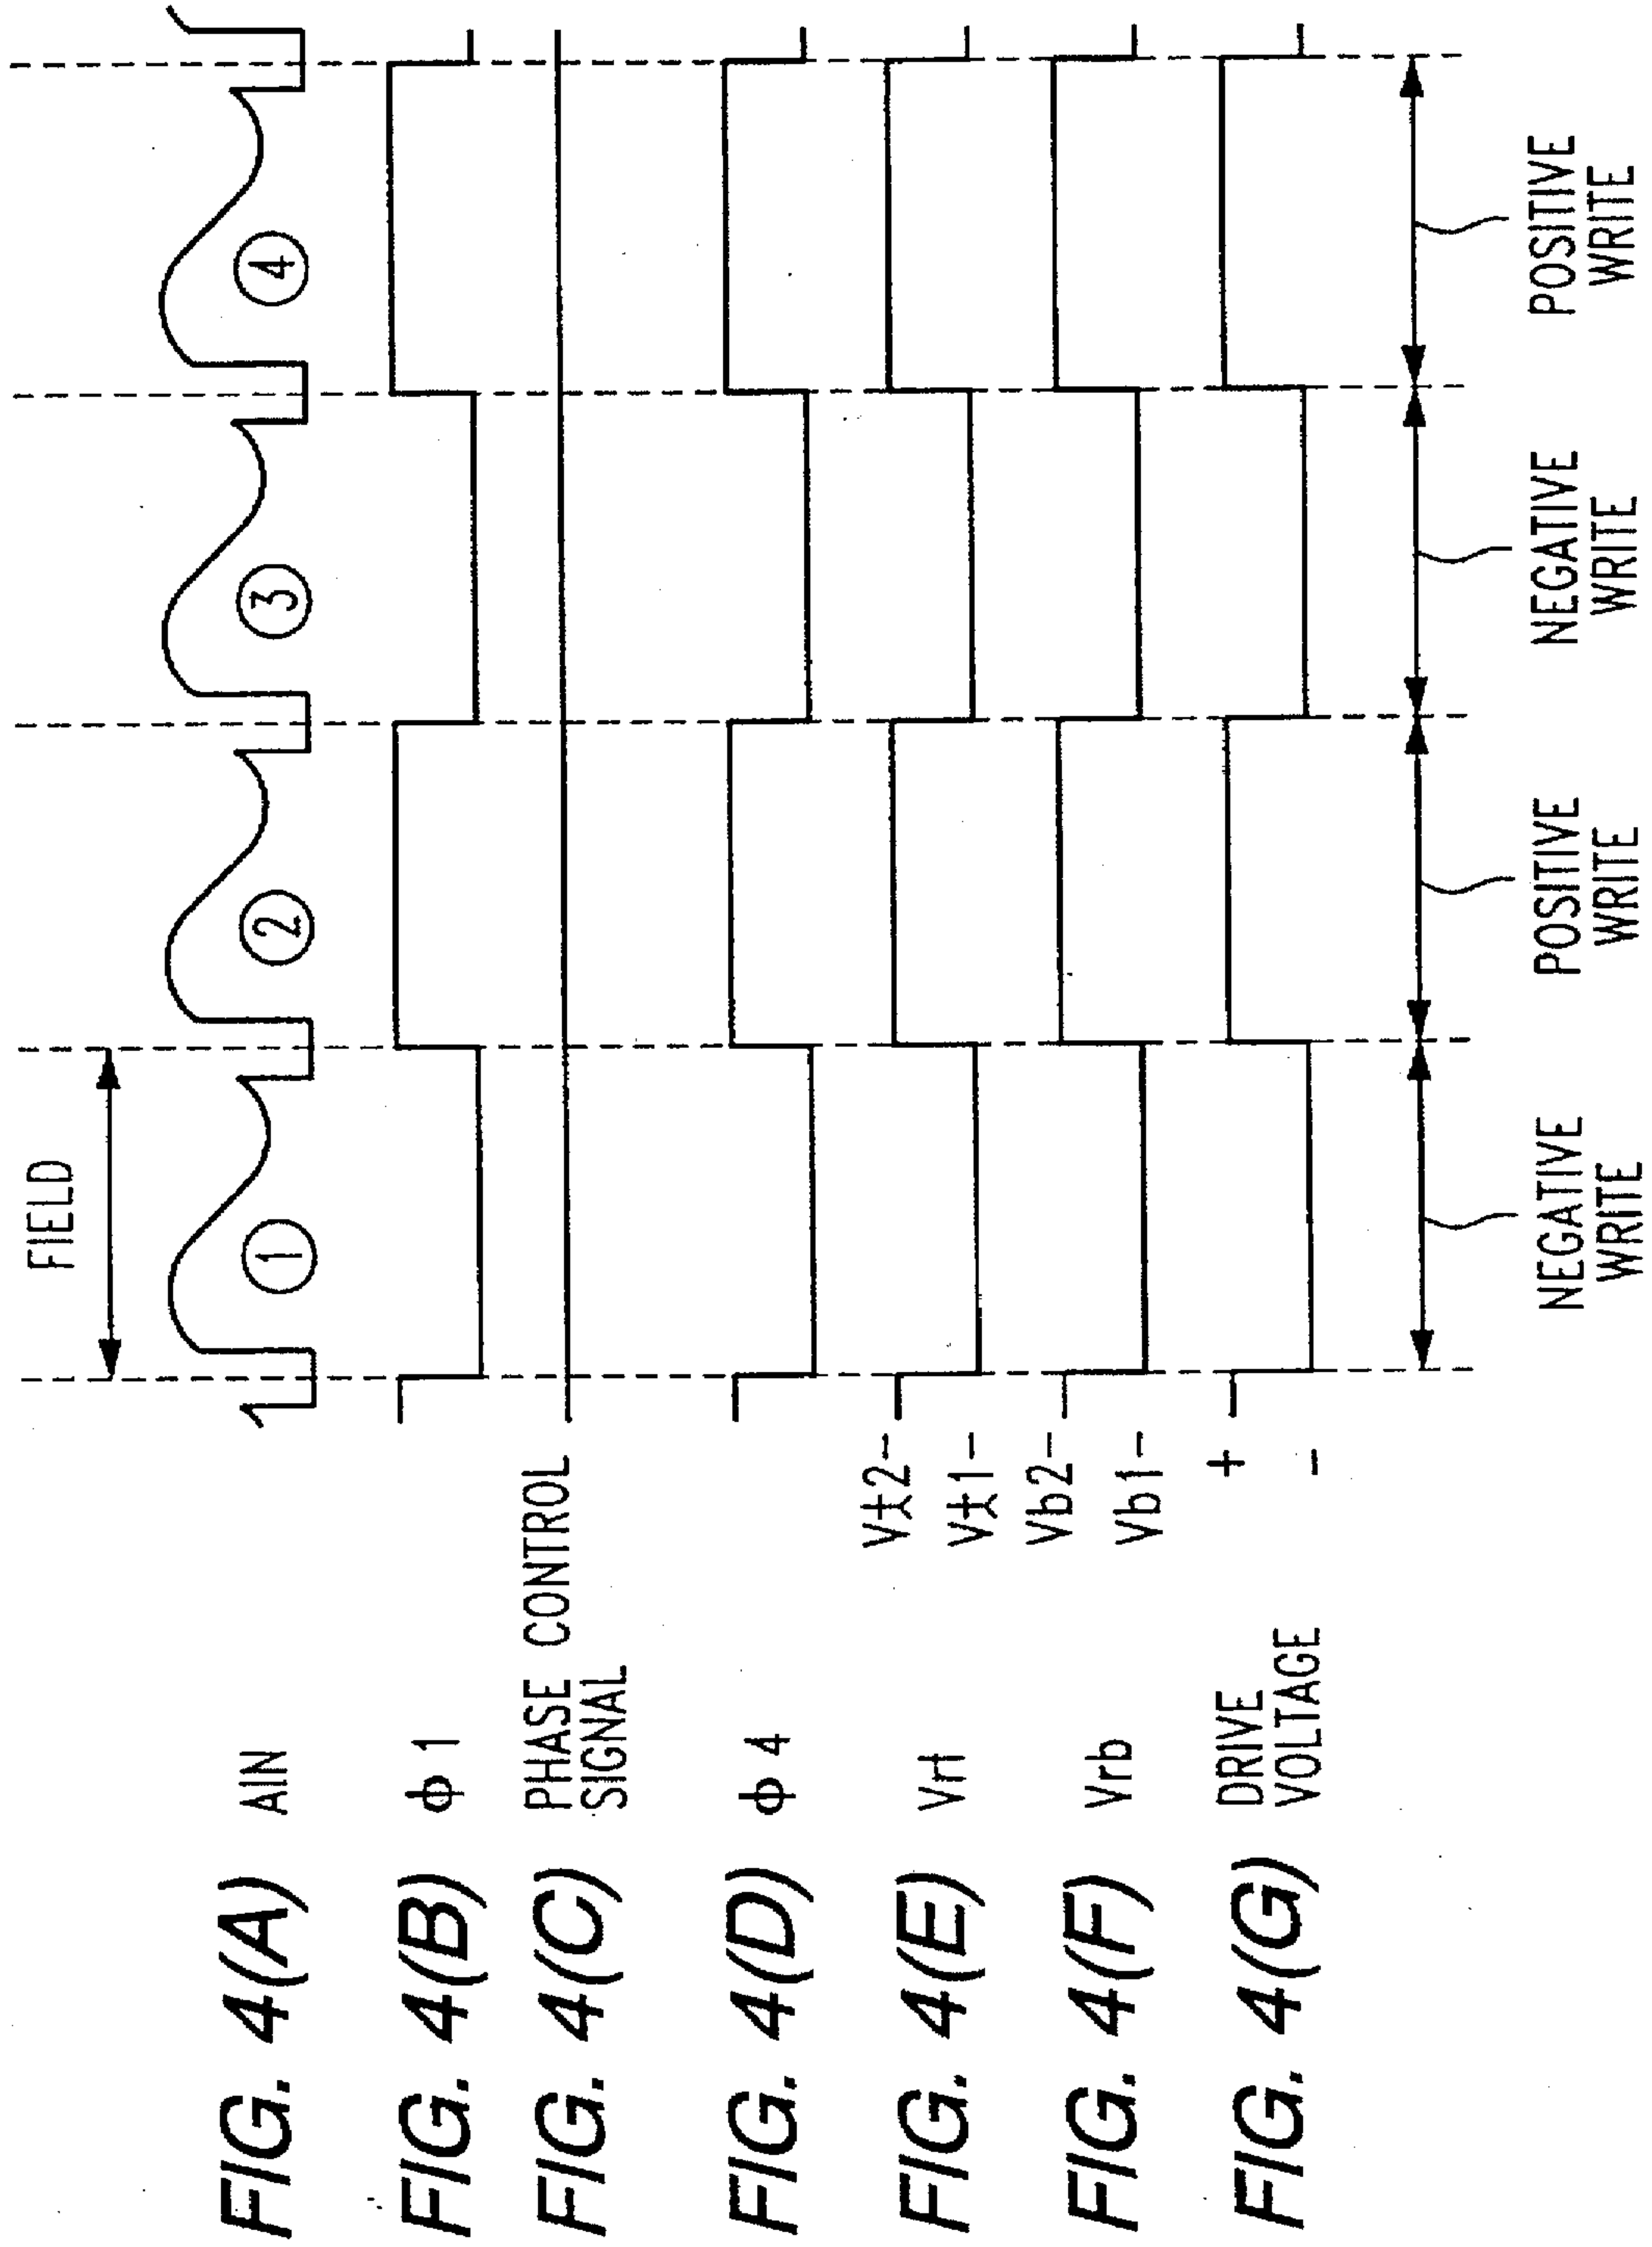 FIELD
FIG. 4(A) AIN ① ② ③ ④
FIG. 4(B) ϕ 1
FIG. 4(C) PHASE CONTROL
SIGNAL
FIG. 4(D) ϕ 4
FIG. 4(E) Vrt Vt2-
Vt1-
FIG. 4(F) Vrb Vb2-
Vb1-
FIG. 4(G) DRIVE
VOLTAGE
+
-
NEGATIVE
WRITE
POSITIVE
WRITE
NEGATIVE
WRITE
POSITIVE
WRITE